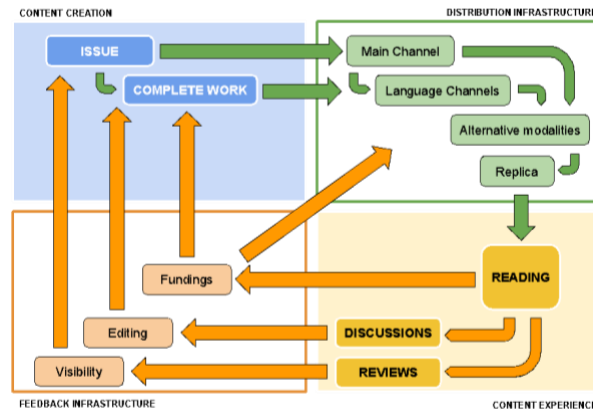 CONTENT CREATION
DISTRIBUTION INFRASTRUCTURE
ISSUE
Main Channel
COMPLETE WORK
Language Channels
Alternative modalities
Replica
Fundings
READING
Editing
DISCUSSIONS
Visibility
REVIEWS
FEEDBACK INFRASTRUCTURE
CONTENT EXPERIENCE